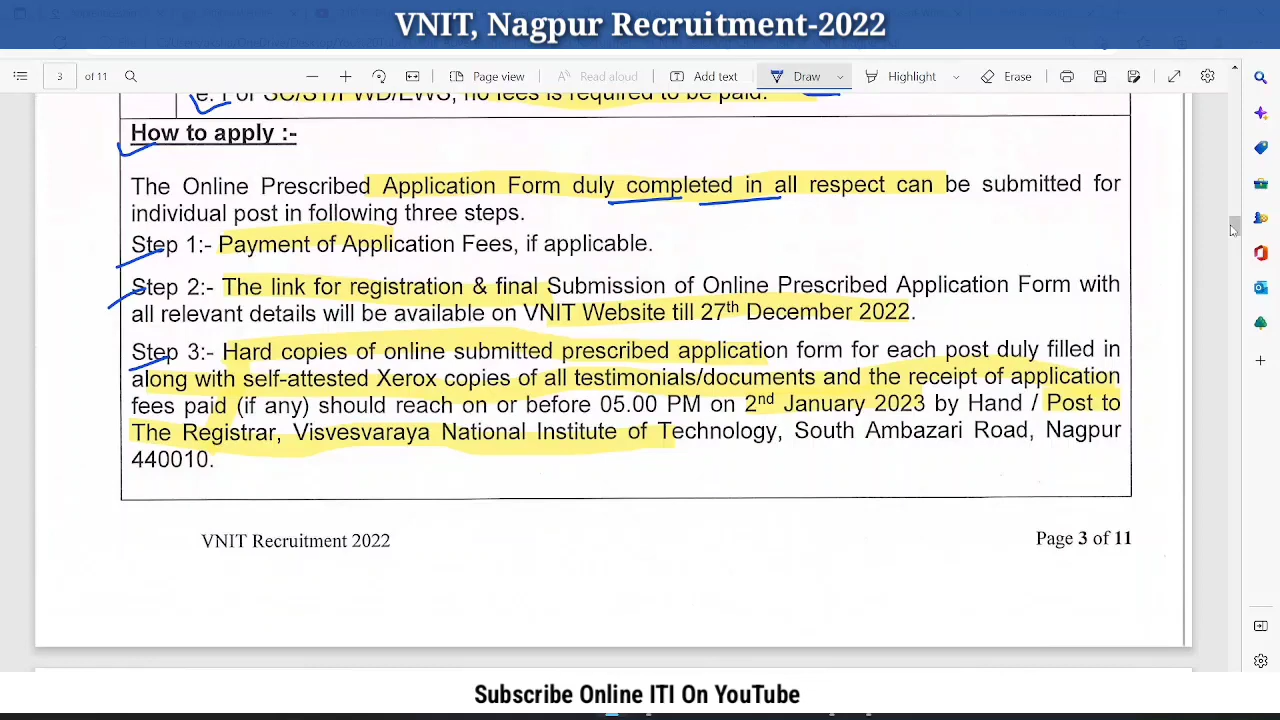 VNIT, Nagpur Recruitment-2022
3 of 11
Page view
Read aloud
Add text
Draw
Highlight
Erase
e. For SC/ST/PWD/EWS, no fees is required to be paid.
How to apply :-
The Online Prescribed Application Form duly completed in all respect can be submitted for
individual post in following three steps.
Step 1:- Payment of Application Fees, if applicable.
Step 2:- The link for registration & final Submission of Online Prescribed Application Form with
all relevant details will be available on VNIT Website till 27th December 2022.
Step 3:- Hard copies of online submitted prescribed application form for each post duly filled in
along with self-attested Xerox copies of all testimonials/documents and the receipt of application
fees paid (if any) should reach on or before 05.00 PM on 2nd January 2023 by Hand / Post to
The Registrar, Visvesvaraya National Institute of Technology, South Ambazari Road, Nagpur
440010.
VNIT Recruitment 2022
Page 3 of 11
Subscribe Online ITI On YouTube